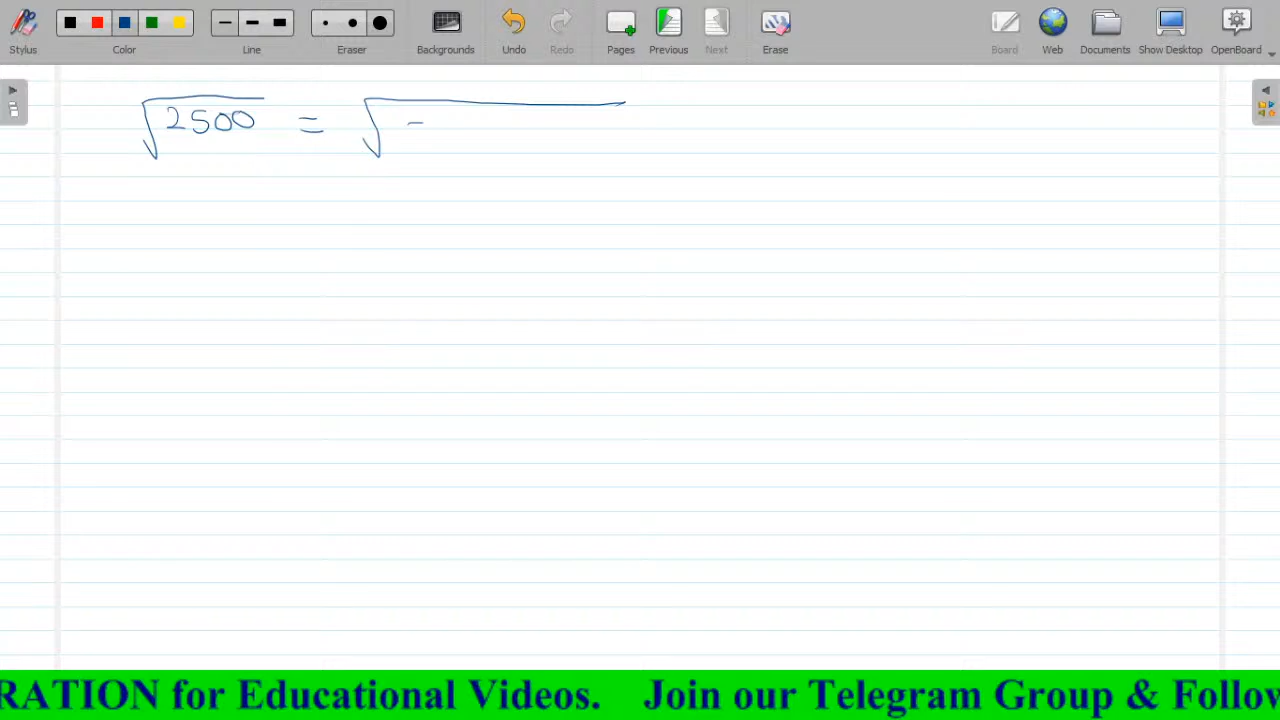 Stylus Color Line Eraser Backgrounds Undo Redo Pages Previous Next Erase Board Web Documents Show Desktop OpenBoard
√2500 = √ -
RATION for Educational Videos. Join our Telegram Group & Follow